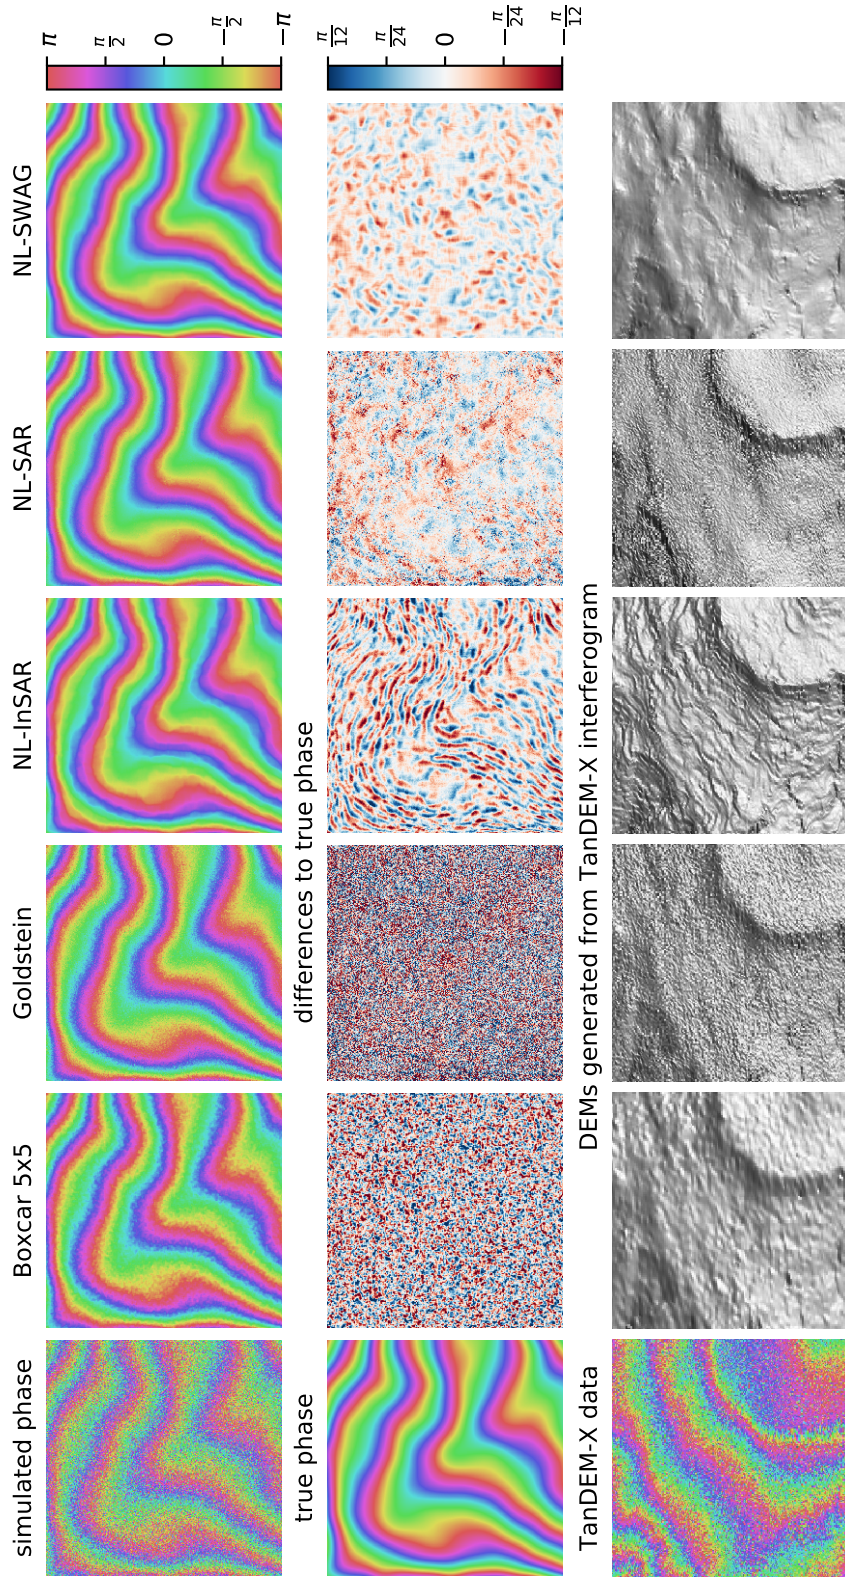 simulated phase
Boxcar 5x5
Goldstein
NL-InSAR
NL-SAR
NL-SWAG
π
π/2
0
−π/2
−π
true phase
differences to true phase
π/12
π/24
0
−π/24
−π/12
TanDEM-X data
DEMs generated from TanDEM-X interferogram